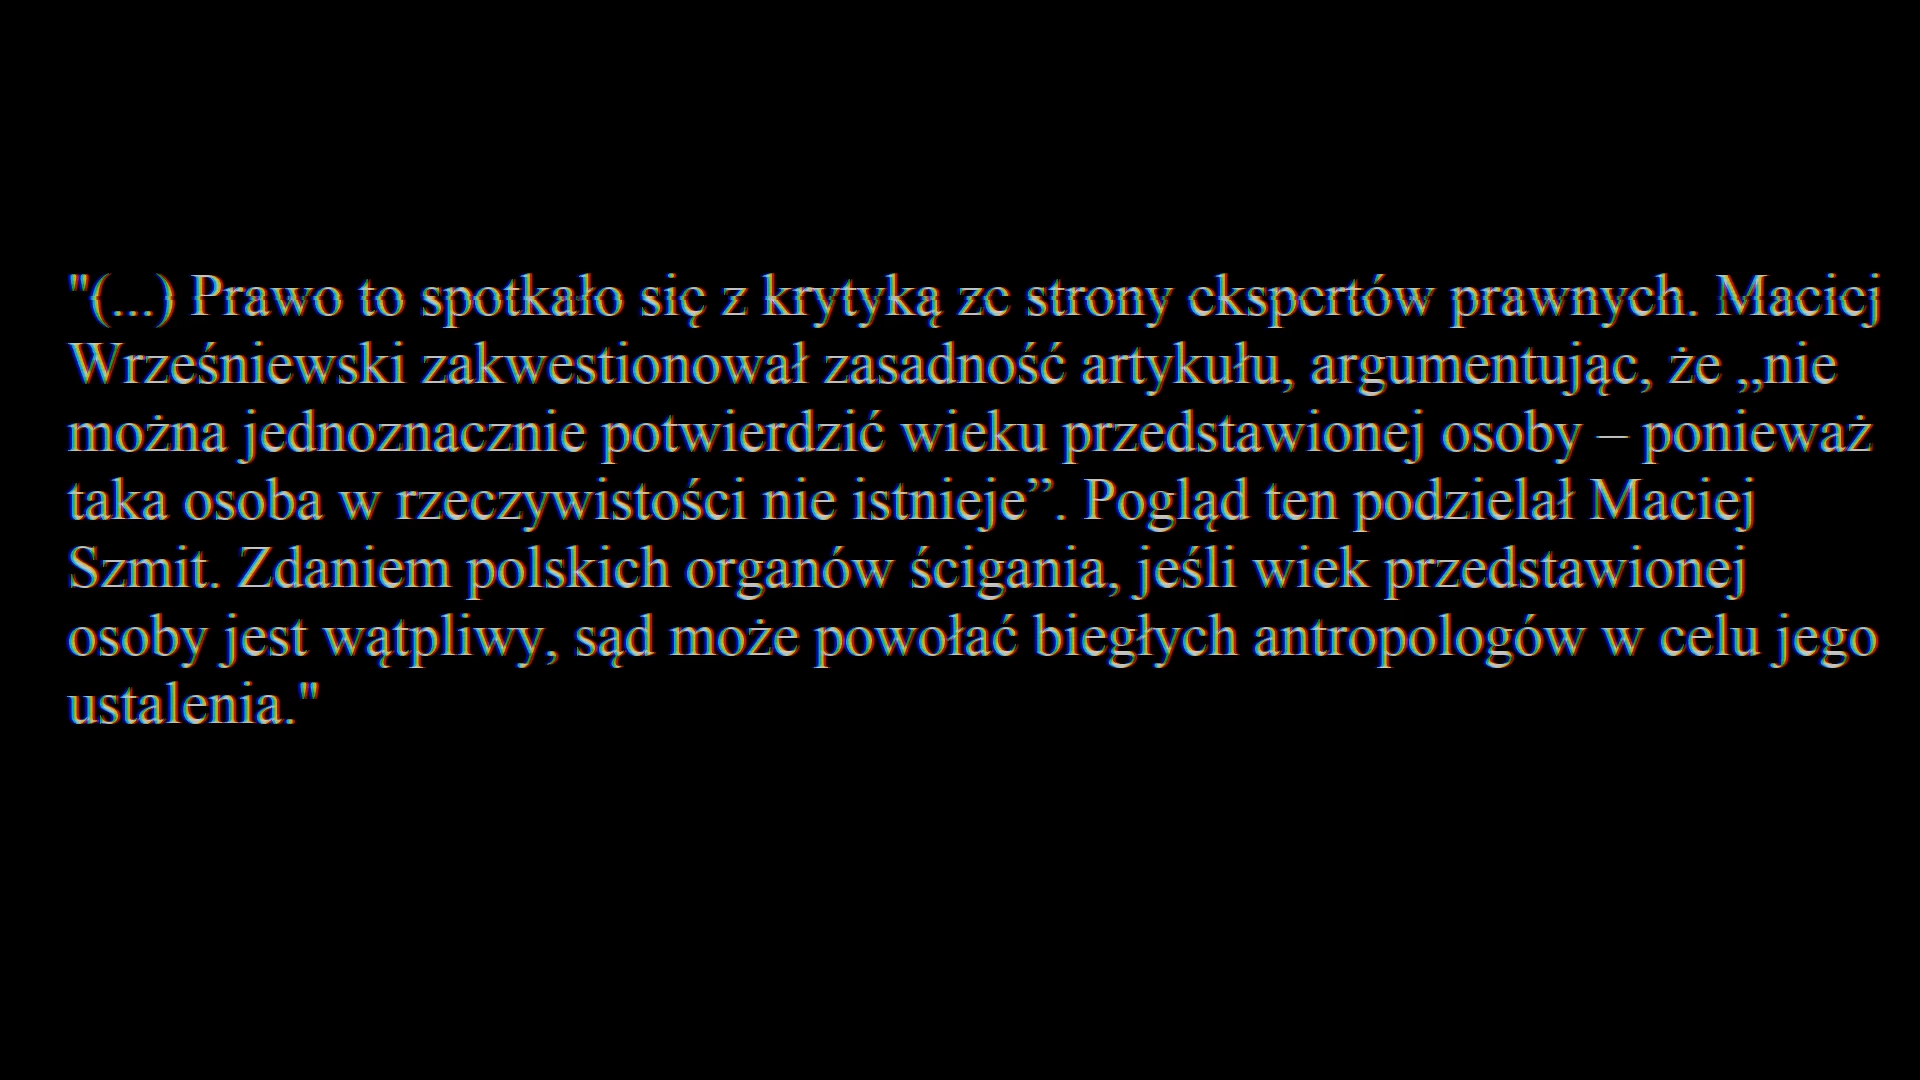 "(...) Prawo to spotkało się z krytyką ze strony ekspertów prawnych. Maciej
Wrześniewski zakwestionował zasadność artykułu, argumentując, że „nie
można jednoznacznie potwierdzić wieku przedstawionej osoby – ponieważ
taka osoba w rzeczywistości nie istnieje”. Pogląd ten podzielał Maciej
Szmit. Zdaniem polskich organów ścigania, jeśli wiek przedstawionej
osoby jest wątpliwy, sąd może powołać biegłych antropologów w celu jego
ustalenia."